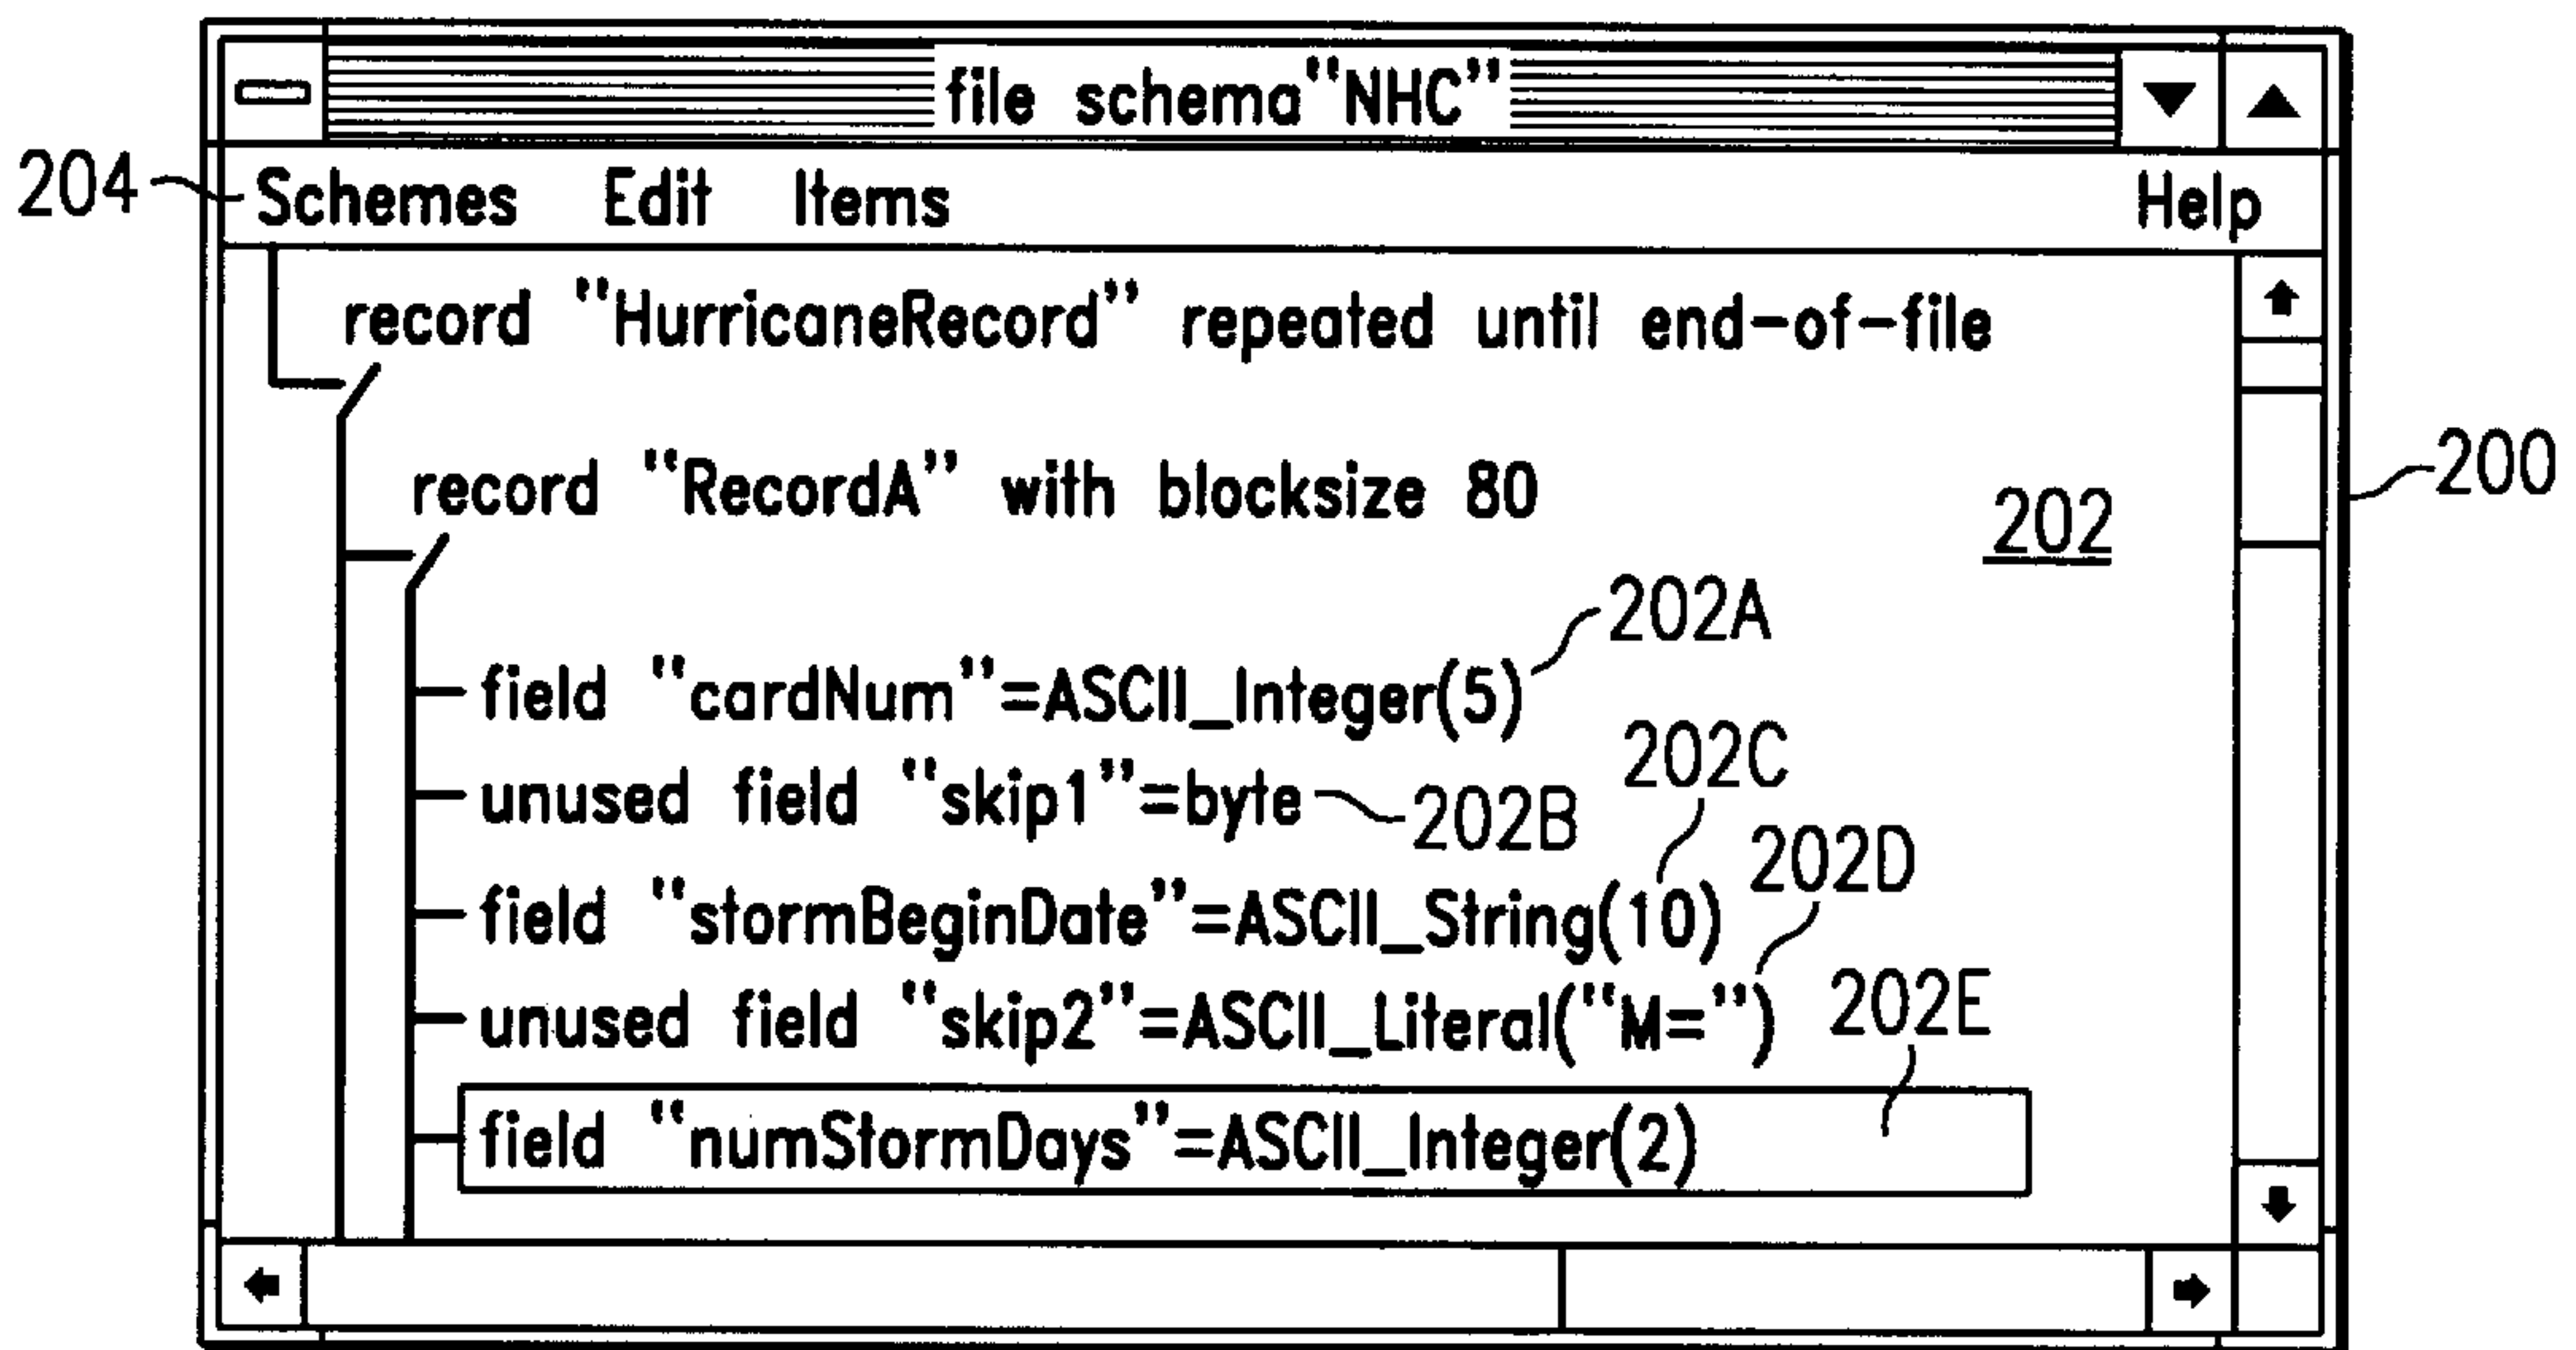 file schema"NHC"
204 Schemes Edit Items Help
record "HurricaneRecord" repeated until end-of-file
200
record "RecordA" with blocksize 80
202
202A
field "cardNum"=ASCII_Integer(5)
202C
unused field "skip1"=byte 202B
202D
field "stormBeginDate"=ASCII_String(10)
202E
unused field "skip2"=ASCII_Literal("M=")
field "numStormDays"=ASCII_Integer(2)